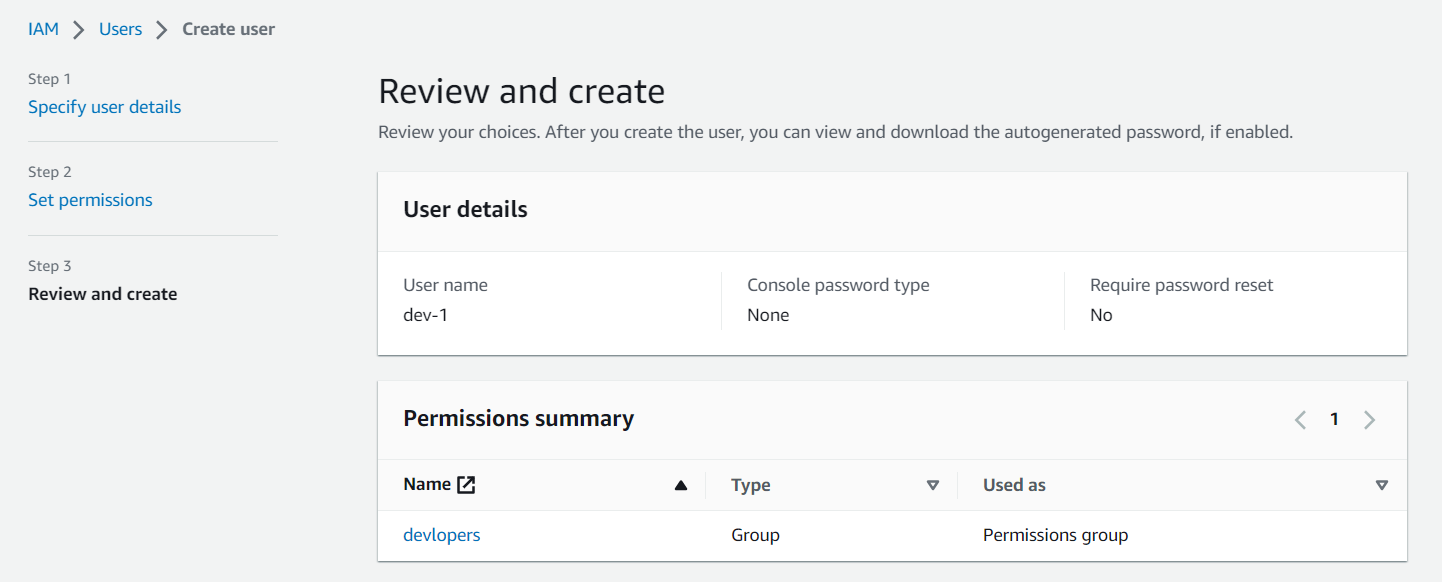 IAM > Users > Create user
Step 1
Specify user details
Step 2
Set permissions
Step 3
Review and create
Review and create
Review your choices. After you create the user, you can view and download the autogenerated password, if enabled.
User details
User name Console password type Require password reset
dev-1 None No
Permissions summary < 1 >
Name Type Used as
devlopers Group Permissions group